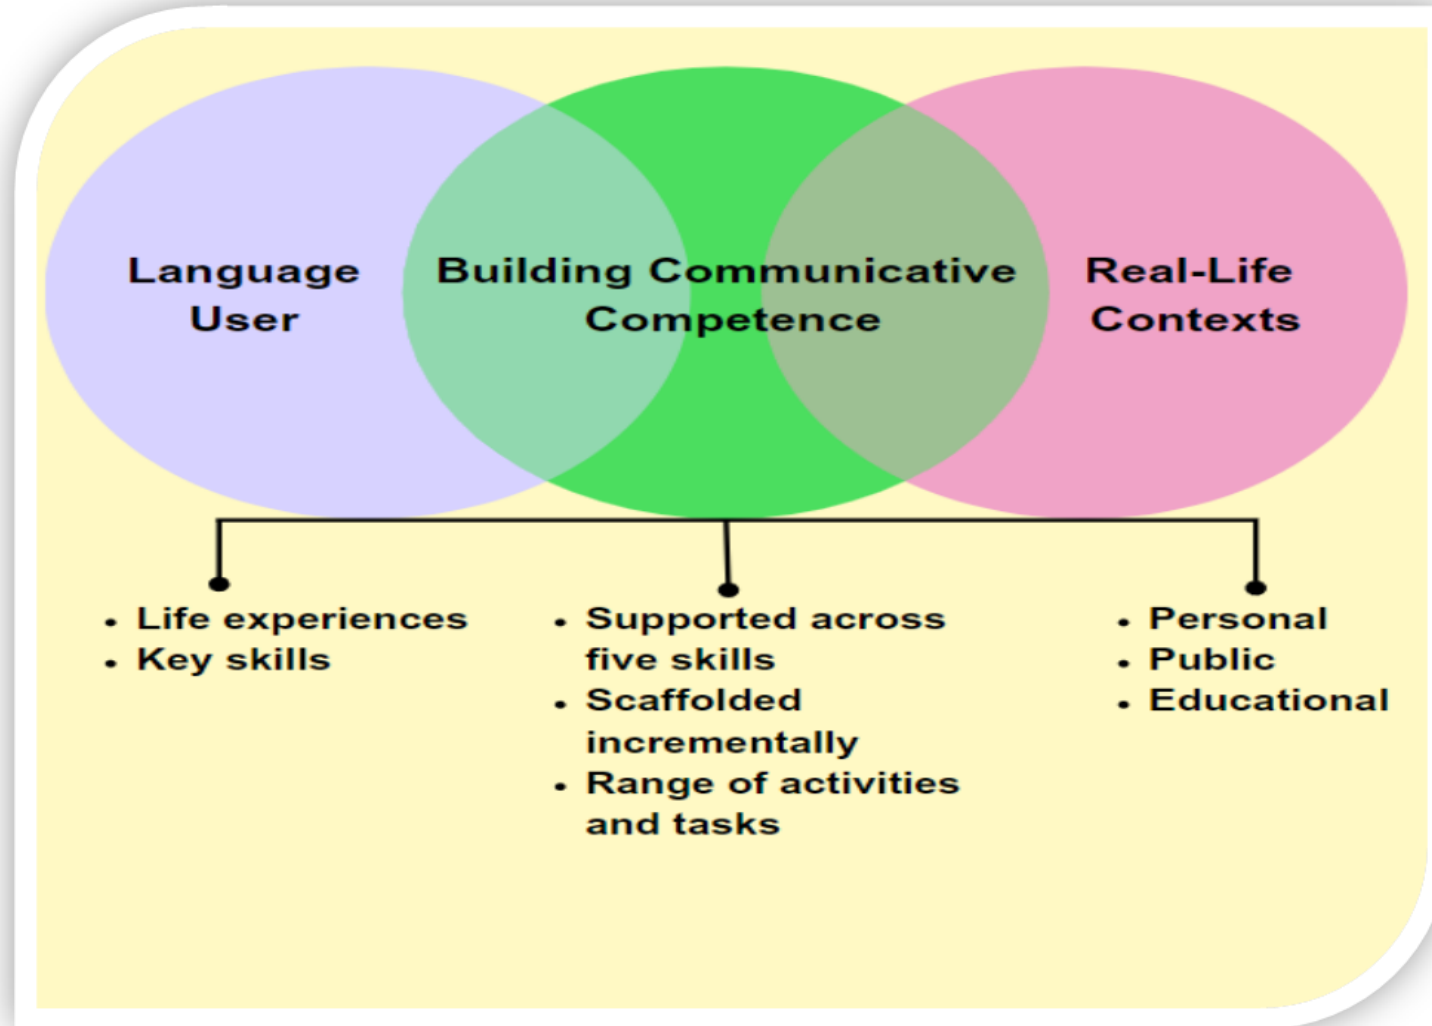 Language
User
Building Communicative
Competence
Real-Life
Contexts
• Life experiences
• Key skills
• Supported across
five skills
• Scaffolded
incrementally
• Range of activities
and tasks
• Personal
• Public
• Educational